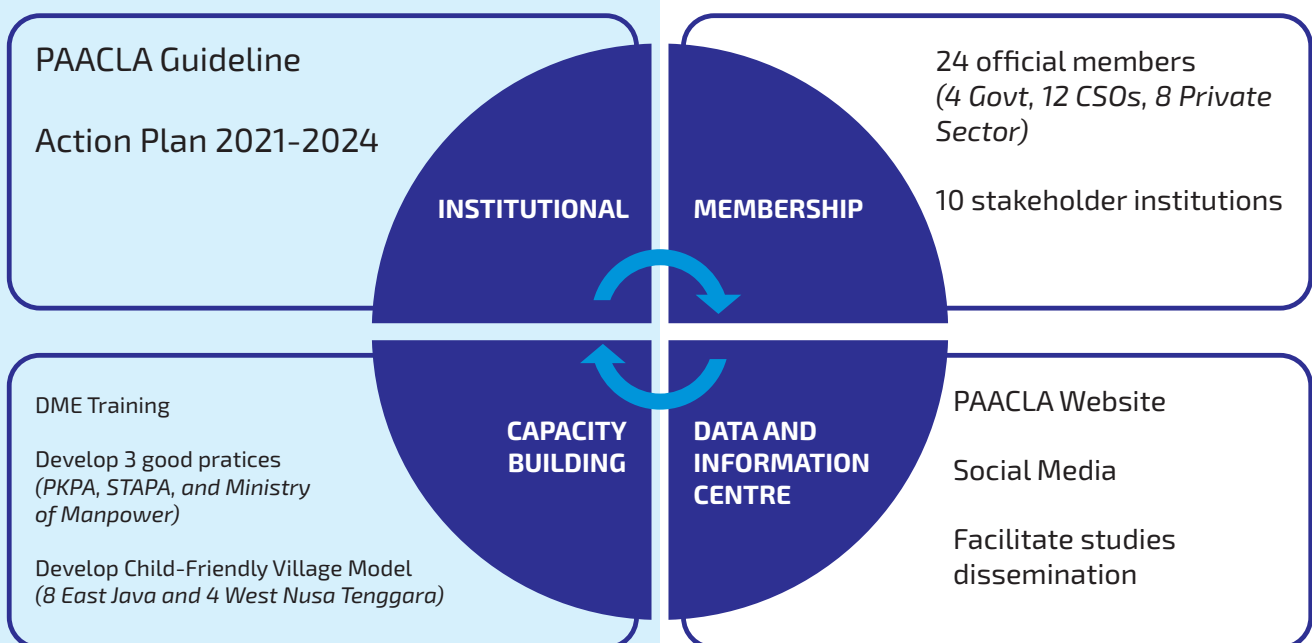 PAACLA Guideline
Action Plan 2021-2024
INSTITUTIONAL
24 official members
(4 Govt, 12 CSOs, 8 Private
Sector)
10 stakeholder institutions
MEMBERSHIP
DME Training
Develop 3 good pratices
(PKPA, STAPA, and Ministry
of Manpower)
Develop Child-Friendly Village Model
(8 East Java and 4 West Nusa Tenggara)
CAPACITY
BUILDING
DATA AND
INFORMATION
CENTRE
PAACLA Website
Social Media
Facilitate studies
dissemination